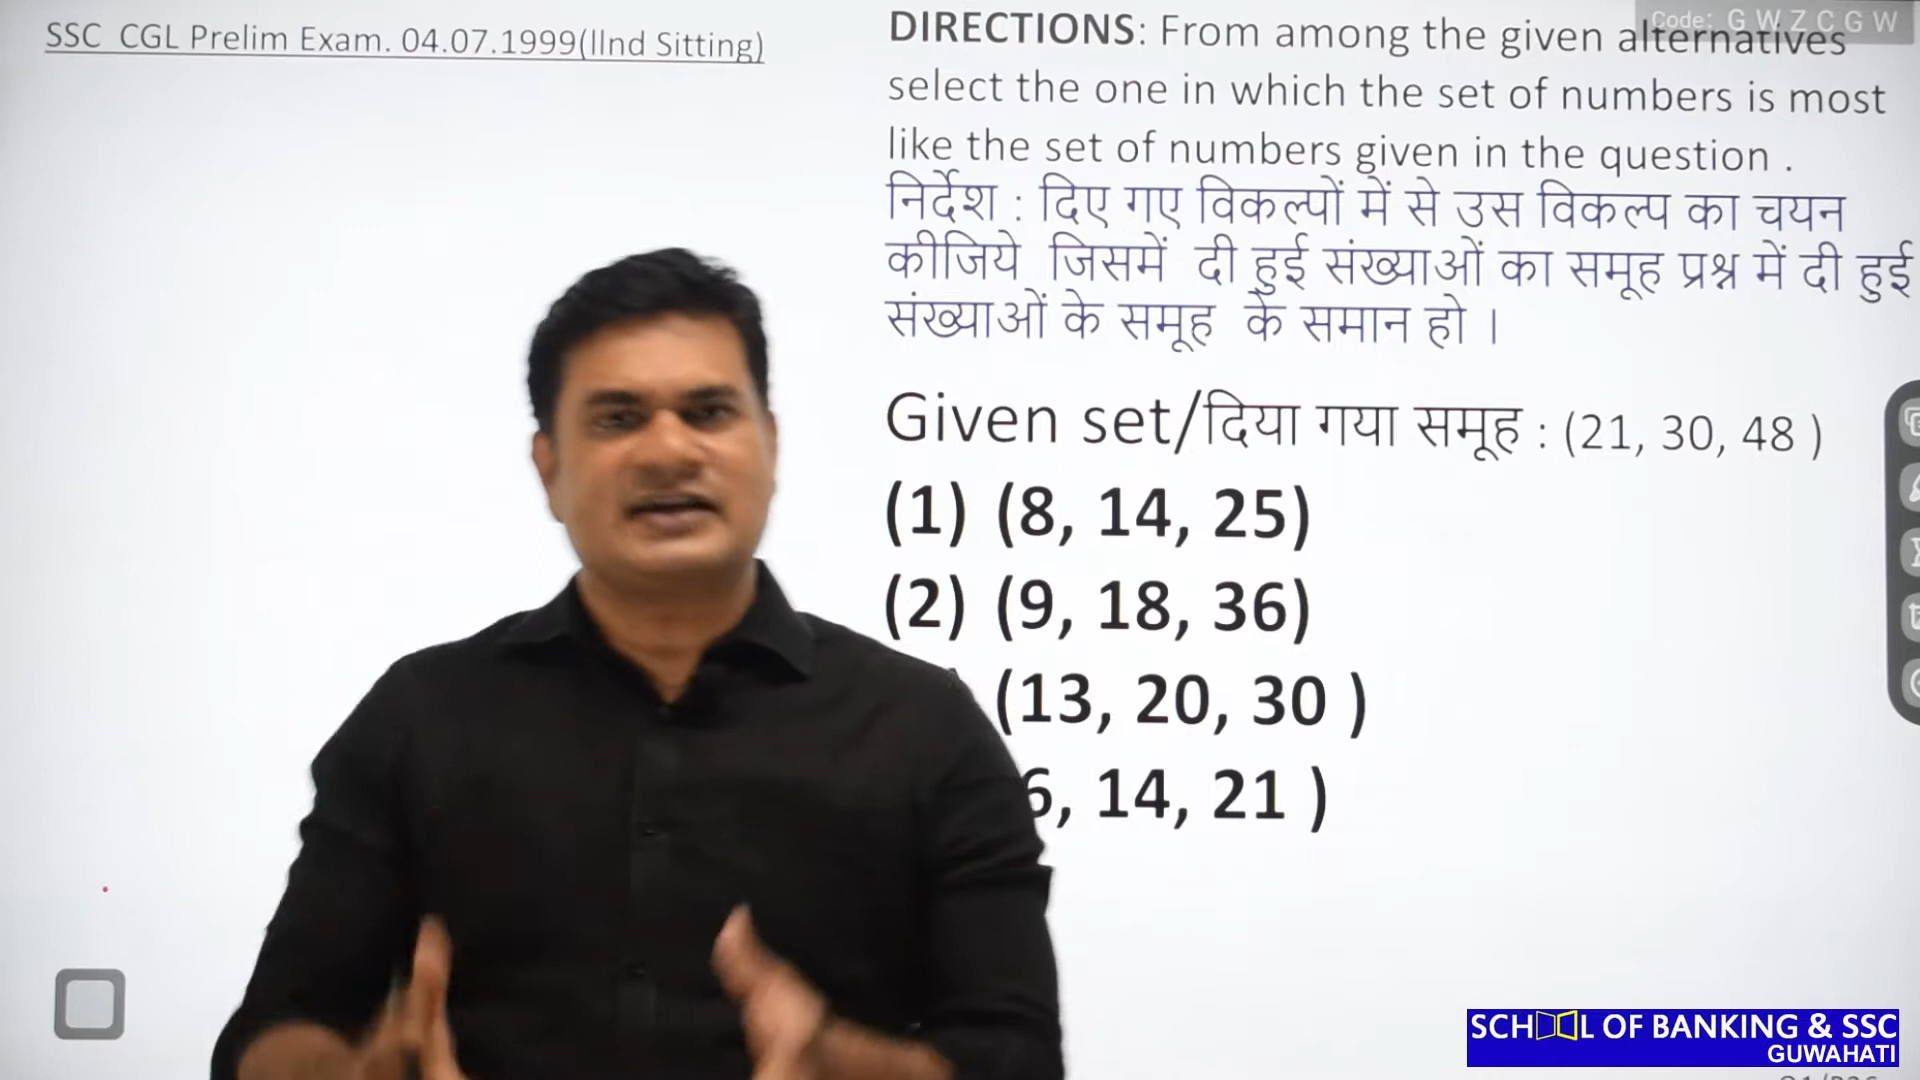 SSC CGL Prelim Exam. 04.07.1999(IInd Sitting)
Code: G W Z C G W
DIRECTIONS: From among the given alternatives
select the one in which the set of numbers is most
like the set of numbers given in the question .
निर्देश : दिए गए विकल्पों में से उस विकल्प का चयन
कीजिये जिसमें दी हुई संख्याओं का समूह प्रश्न में दी हुई
संख्याओं के समूह के समान हो ।
Given set/दिया गया समूह : (21, 30, 48 )
(1) (8, 14, 25)
(2) (9, 18, 36)
(13, 20, 30 )
6, 14, 21 )
SCHOOL OF BANKING & SSC
GUWAHATI